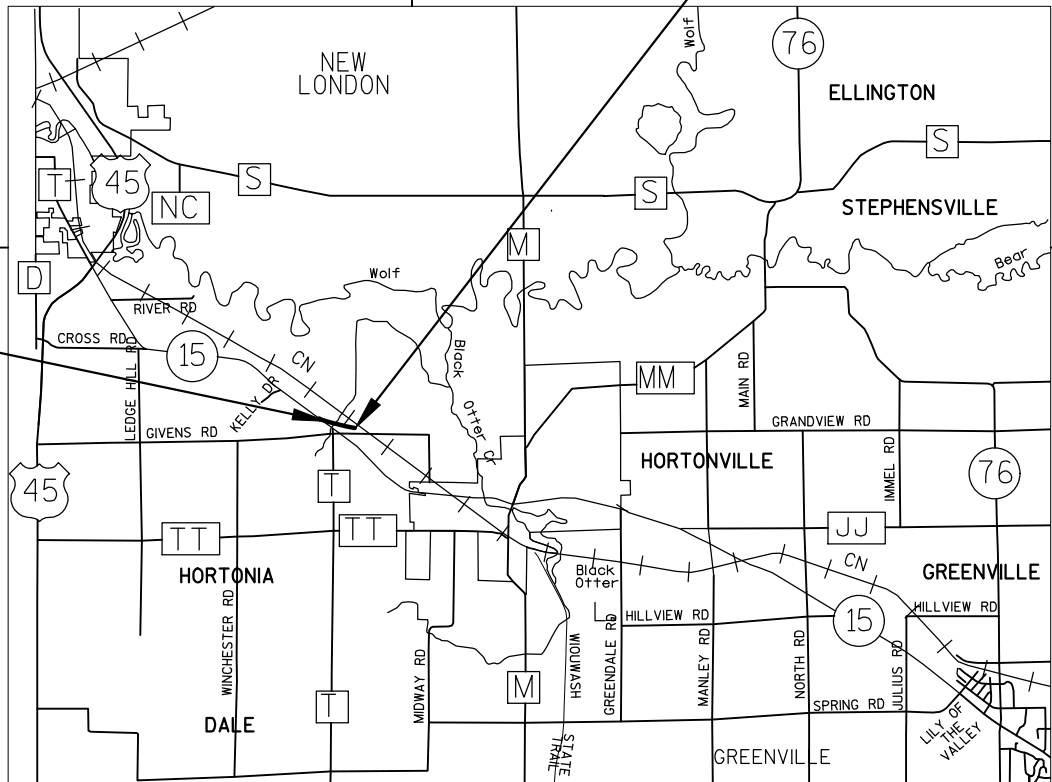 Wolf
76
NEW
LONDON
ELLINGTON
S
T
45
S
S
NC
STEPHENSVILLE
M
D
Wolf
Bear
RIVER RD
CROSS RD
15
CN
Black
Otter Cr
MM
MAIN RD
LEDGE HILL RD
KELLY DR
GIVENS RD
GRANDVIEW RD
HORTONVILLE
IMMEL RD
76
45
T
TT
TT
JJ
HORTONIA
Black
Otter
CN
GREENVILLE
WINCHESTER RD
HILLVIEW RD
HILLVIEW RD
15
MIDWAY RD
WIOUWASH
STATE
TRAIL
GREENDALE RD
MANLEY RD
NORTH RD
JULIUS RD
T
M
SPRING RD
DALE
LILY OF
THE
VALLEY
GREENVILLE